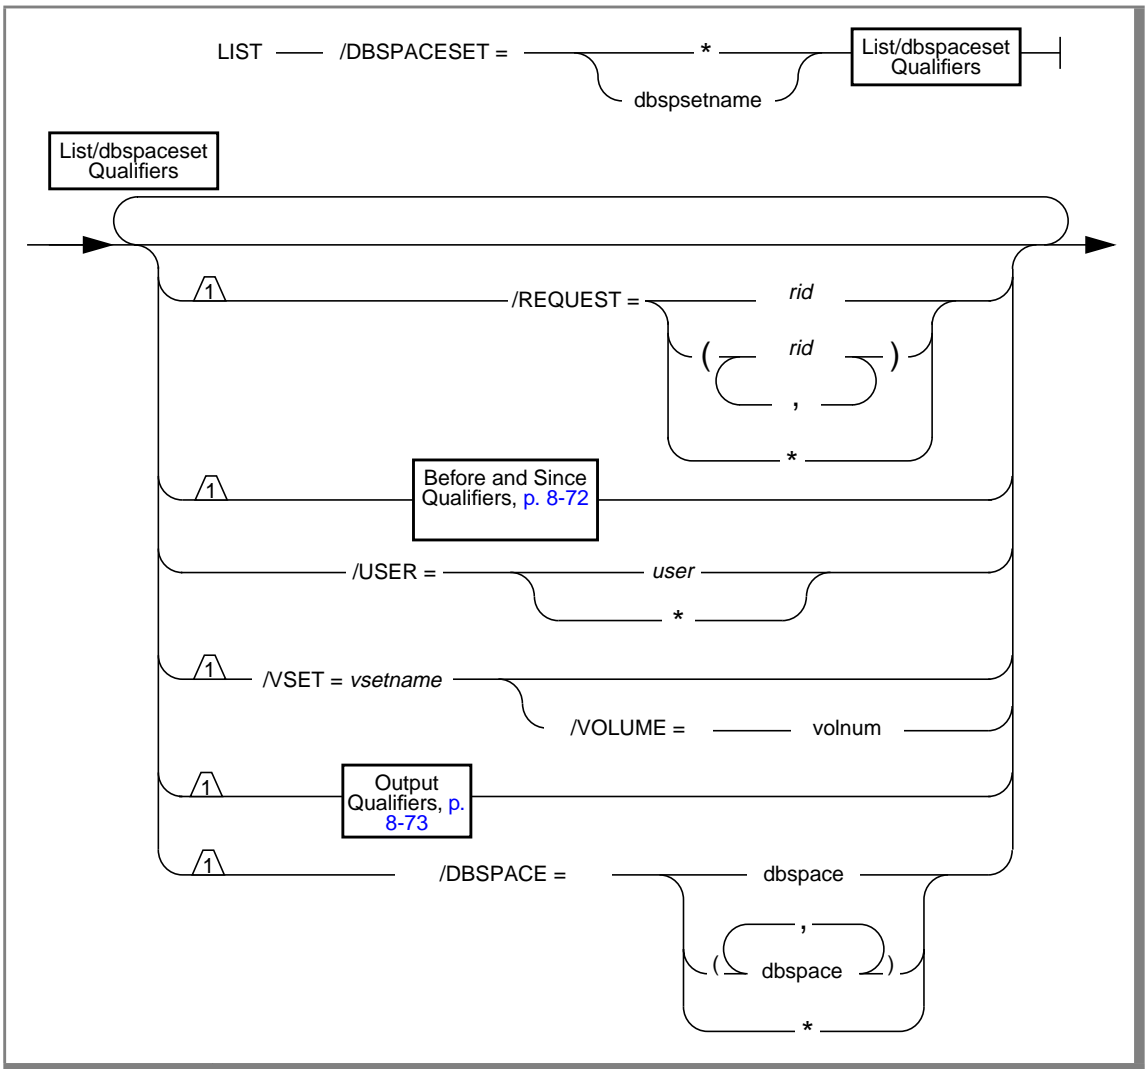 LIST /DBSPACESET = * List/dbspaceset
Qualifiers
dbspsetname
List/dbspaceset
Qualifiers
1 /REQUEST = rid
( rid )
,
*
1 Before and Since
Qualifiers, p. 8-72
/USER = user
*
1 /VSET = vsetname
/VOLUME = volnum
1 Output
Qualifiers, p.
8-73
1 /DBSPACE = dbspace
,
( dbspace )
*